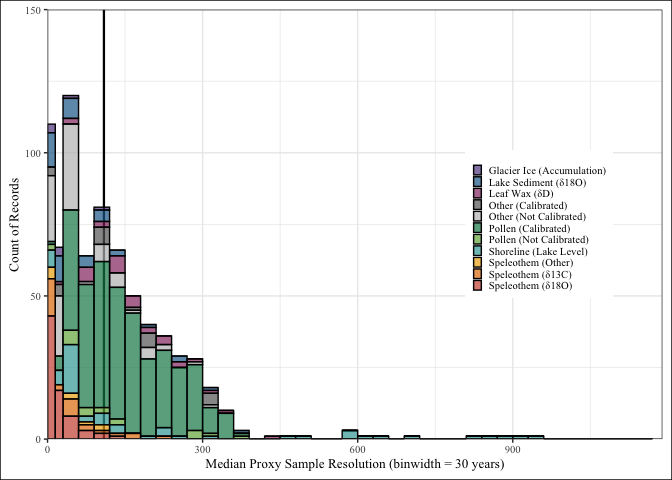 150
100
50
0
Count of Records
Glacier Ice (Accumulation)
Lake Sediment (δ18O)
Leaf Wax (δD)
Other (Calibrated)
Other (Not Calibrated)
Pollen (Calibrated)
Pollen (Not Calibrated)
Shoreline (Lake Level)
Speleothem (Other)
Speleothem (δ13C)
Speleothem (δ18O)
0 300 600 900
Median Proxy Sample Resolution (binwidth = 30 years)